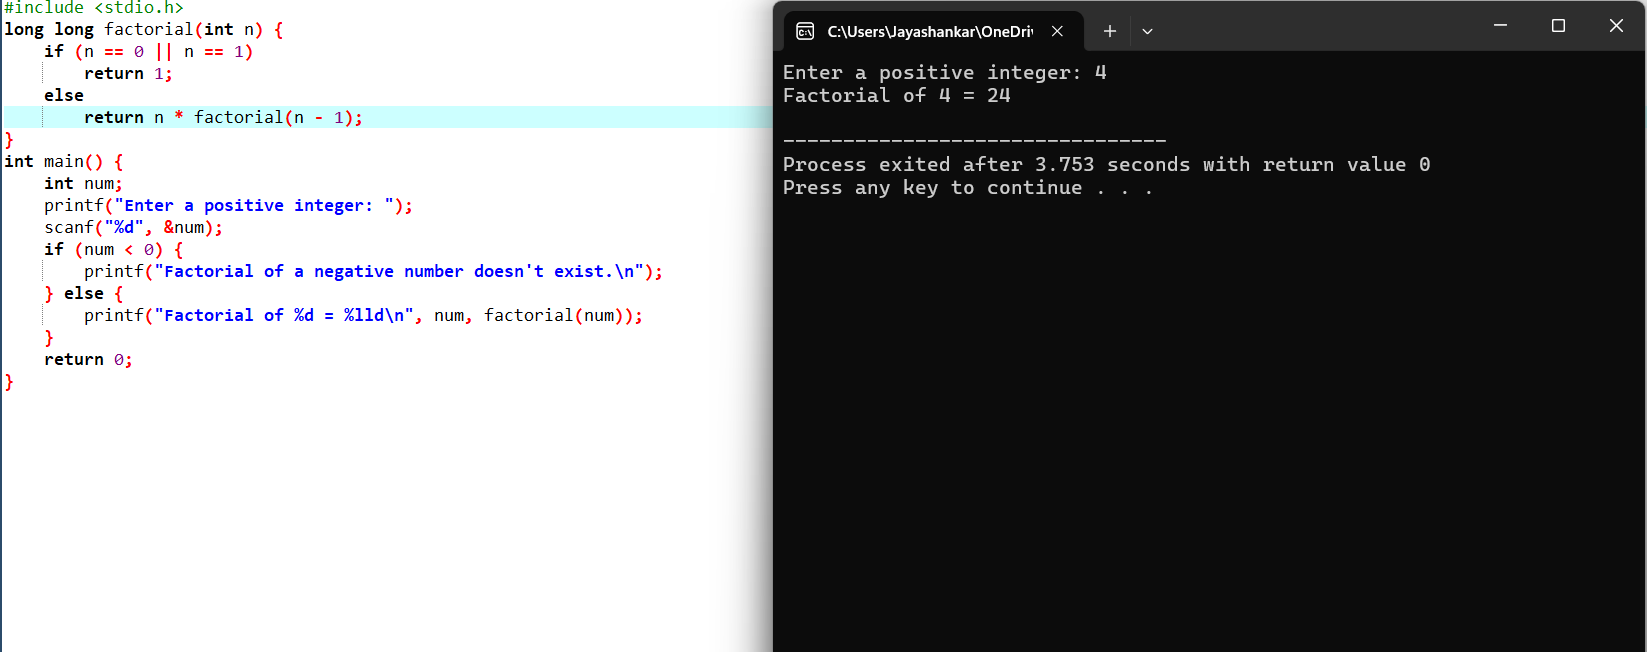 #include <stdio.h>
long long factorial(int n) {
    if (n == 0 || n == 1)
        return 1;
    else
        return n * factorial(n - 1);
}
int main() {
    int num;
    printf("Enter a positive integer: ");
    scanf("%d", &num);
    if (num < 0) {
        printf("Factorial of a negative number doesn't exist.\n");
    } else {
        printf("Factorial of %d = %lld\n", num, factorial(num));
    }
    return 0;
}
C:\Users\Jayashankar\OneDri
Enter a positive integer: 4
Factorial of 4 = 24
--------------------------------
Process exited after 3.753 seconds with return value 0
Press any key to continue . . .